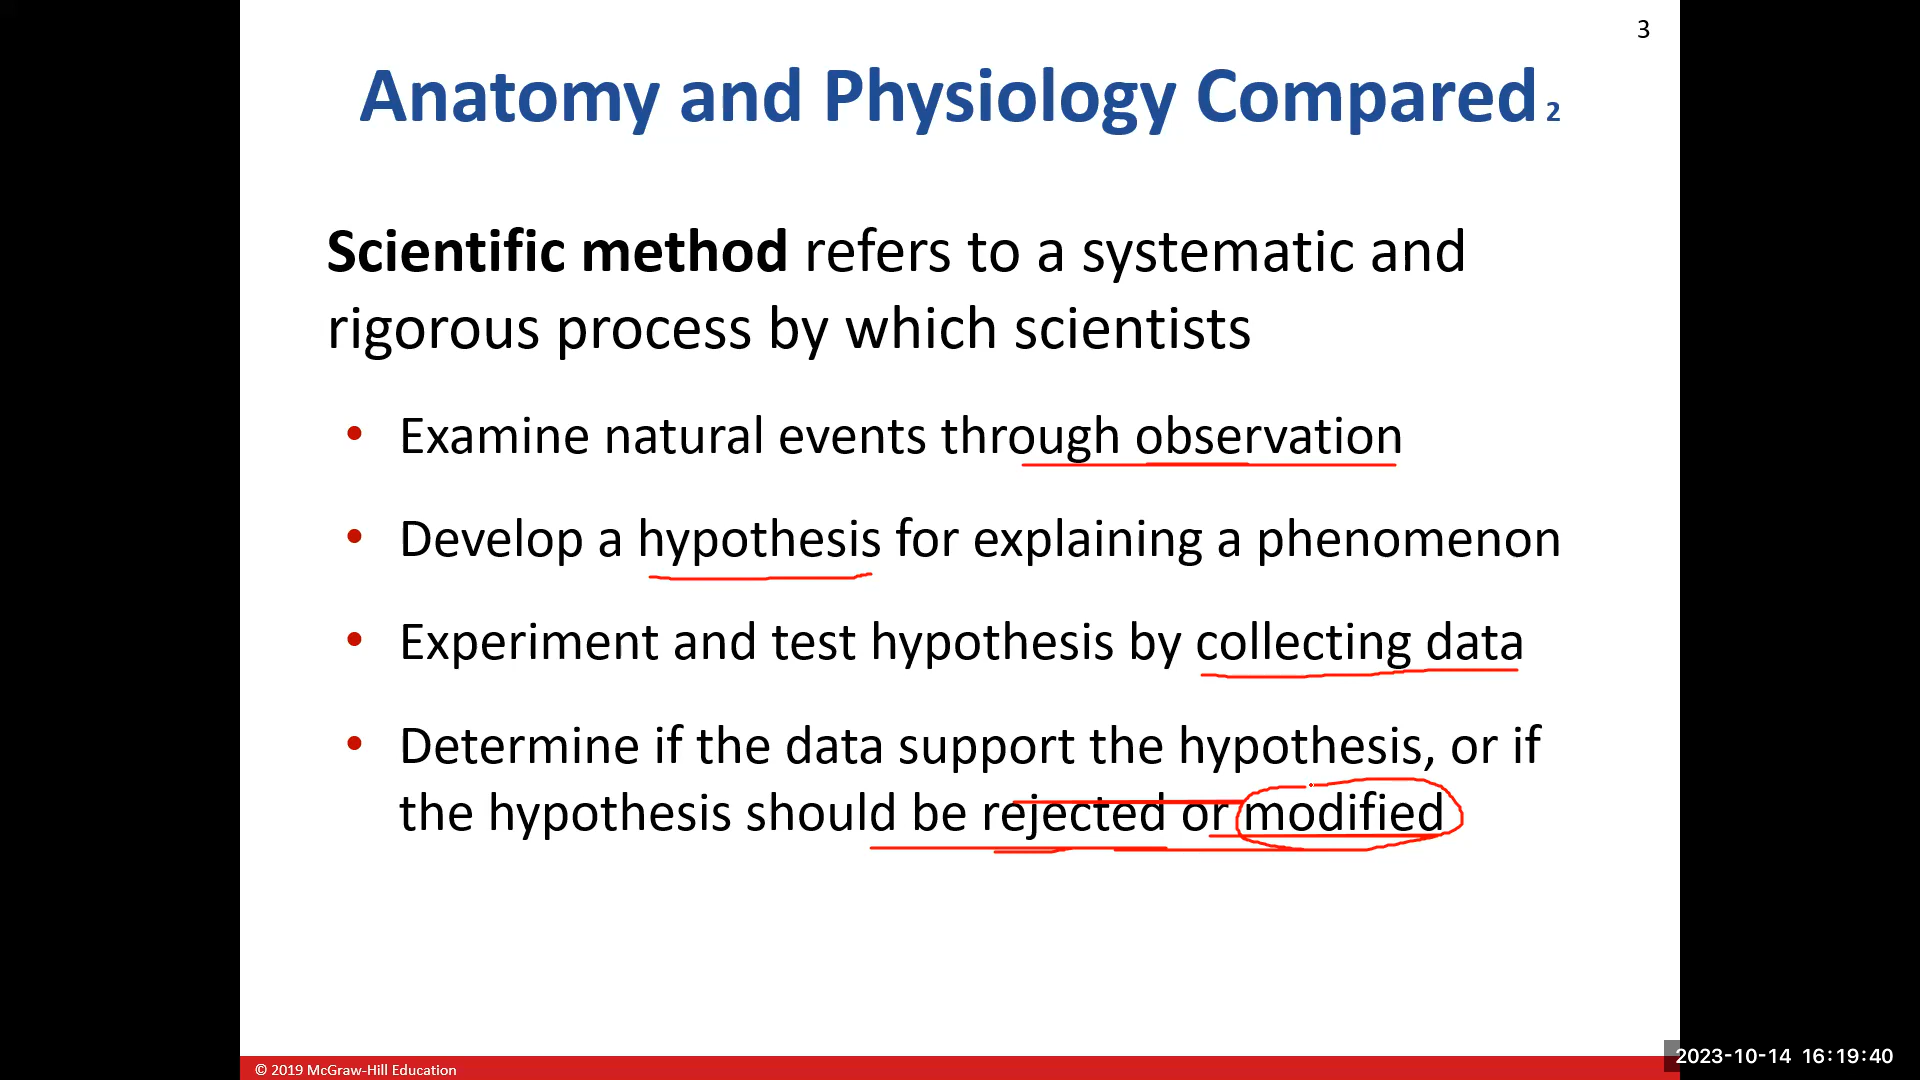 3
Anatomy and Physiology Compared 2
Scientific method refers to a systematic and
rigorous process by which scientists
• Examine natural events through observation
• Develop a hypothesis for explaining a phenomenon
• Experiment and test hypothesis by collecting data
• Determine if the data support the hypothesis, or if
the hypothesis should be rejected or modified
© 2019 McGraw-Hill Education
2023-10-14 16:19:40